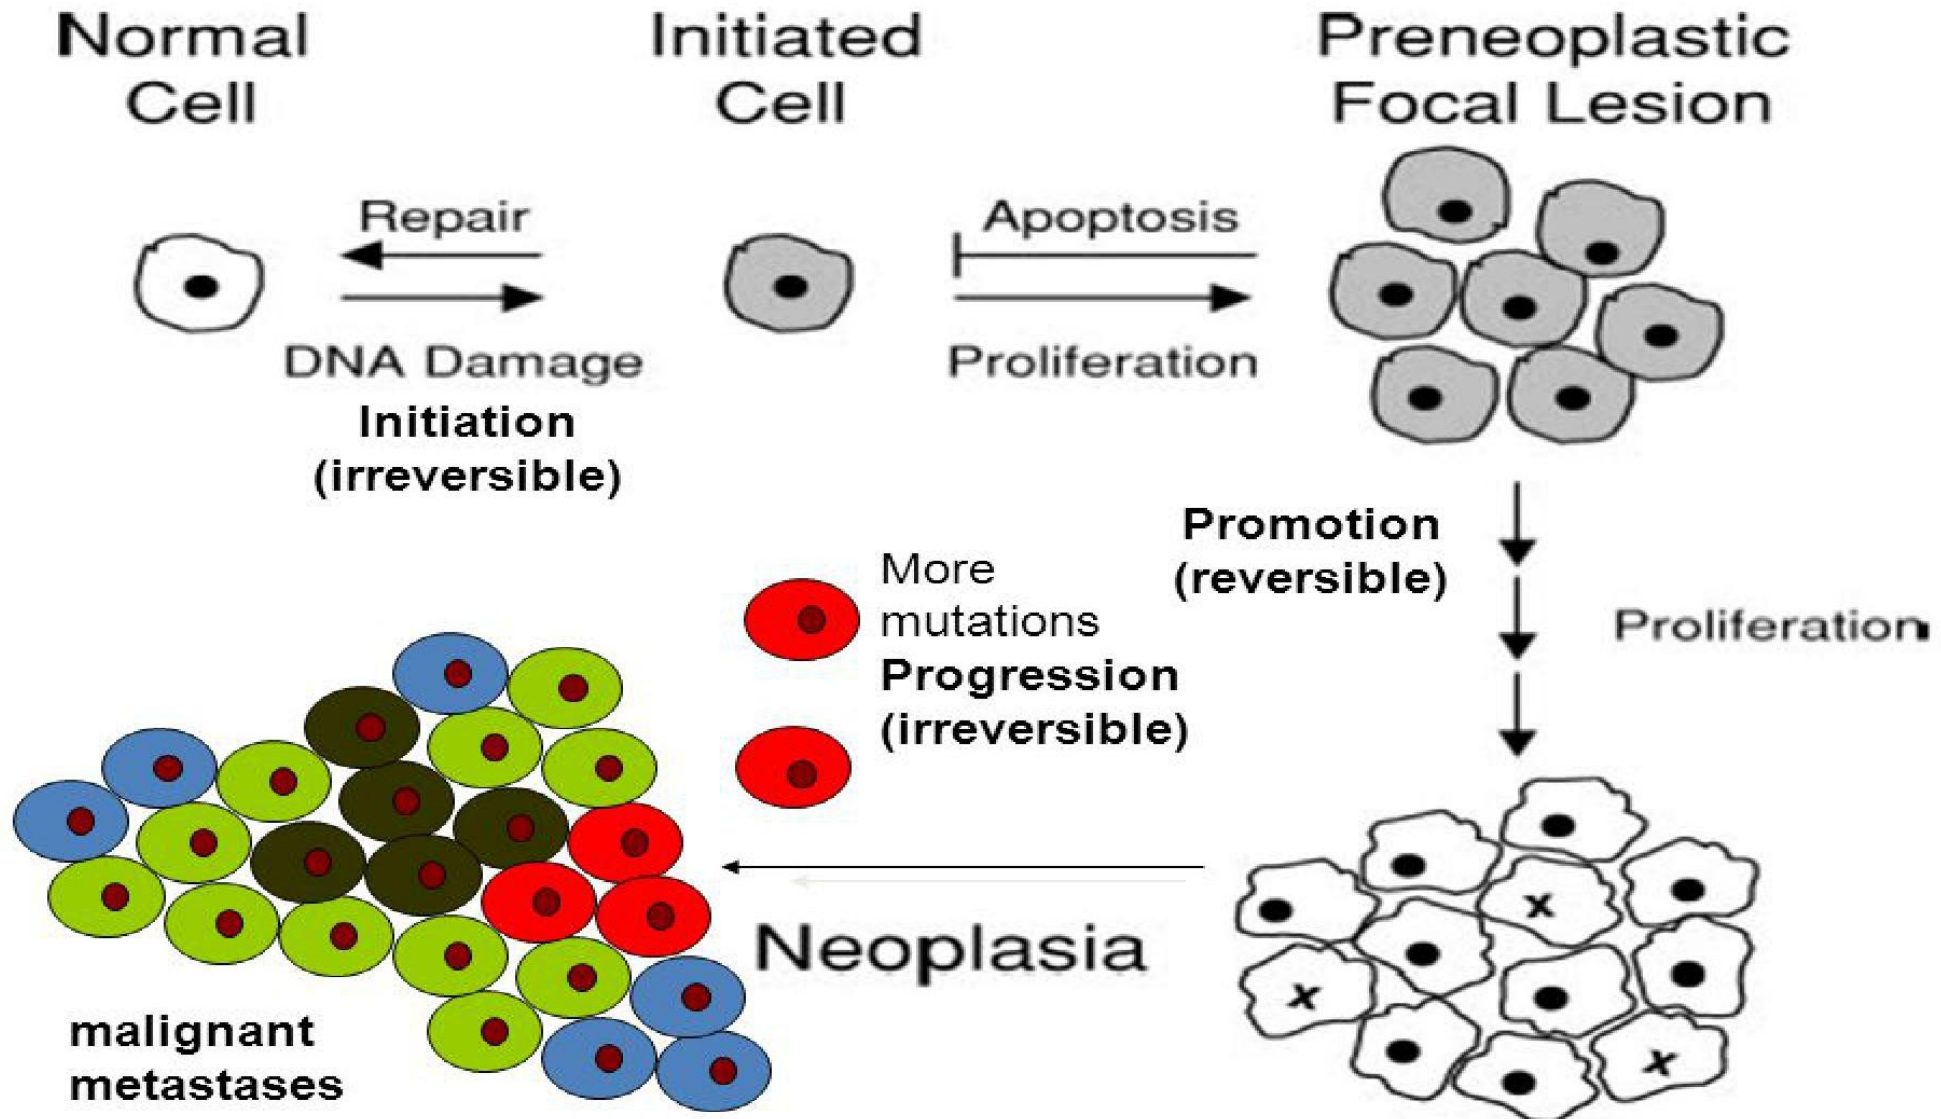 Normal
Cell
Initiated
Cell
Preneoplastic
Focal Lesion
Repair
DNA Damage
Initiation
(irreversible)
Apoptosis
Proliferation
Promotion
(reversible)
Proliferation
More
mutations
Progression
(irreversible)
x
x
x
Neoplasia
malignant
metastases